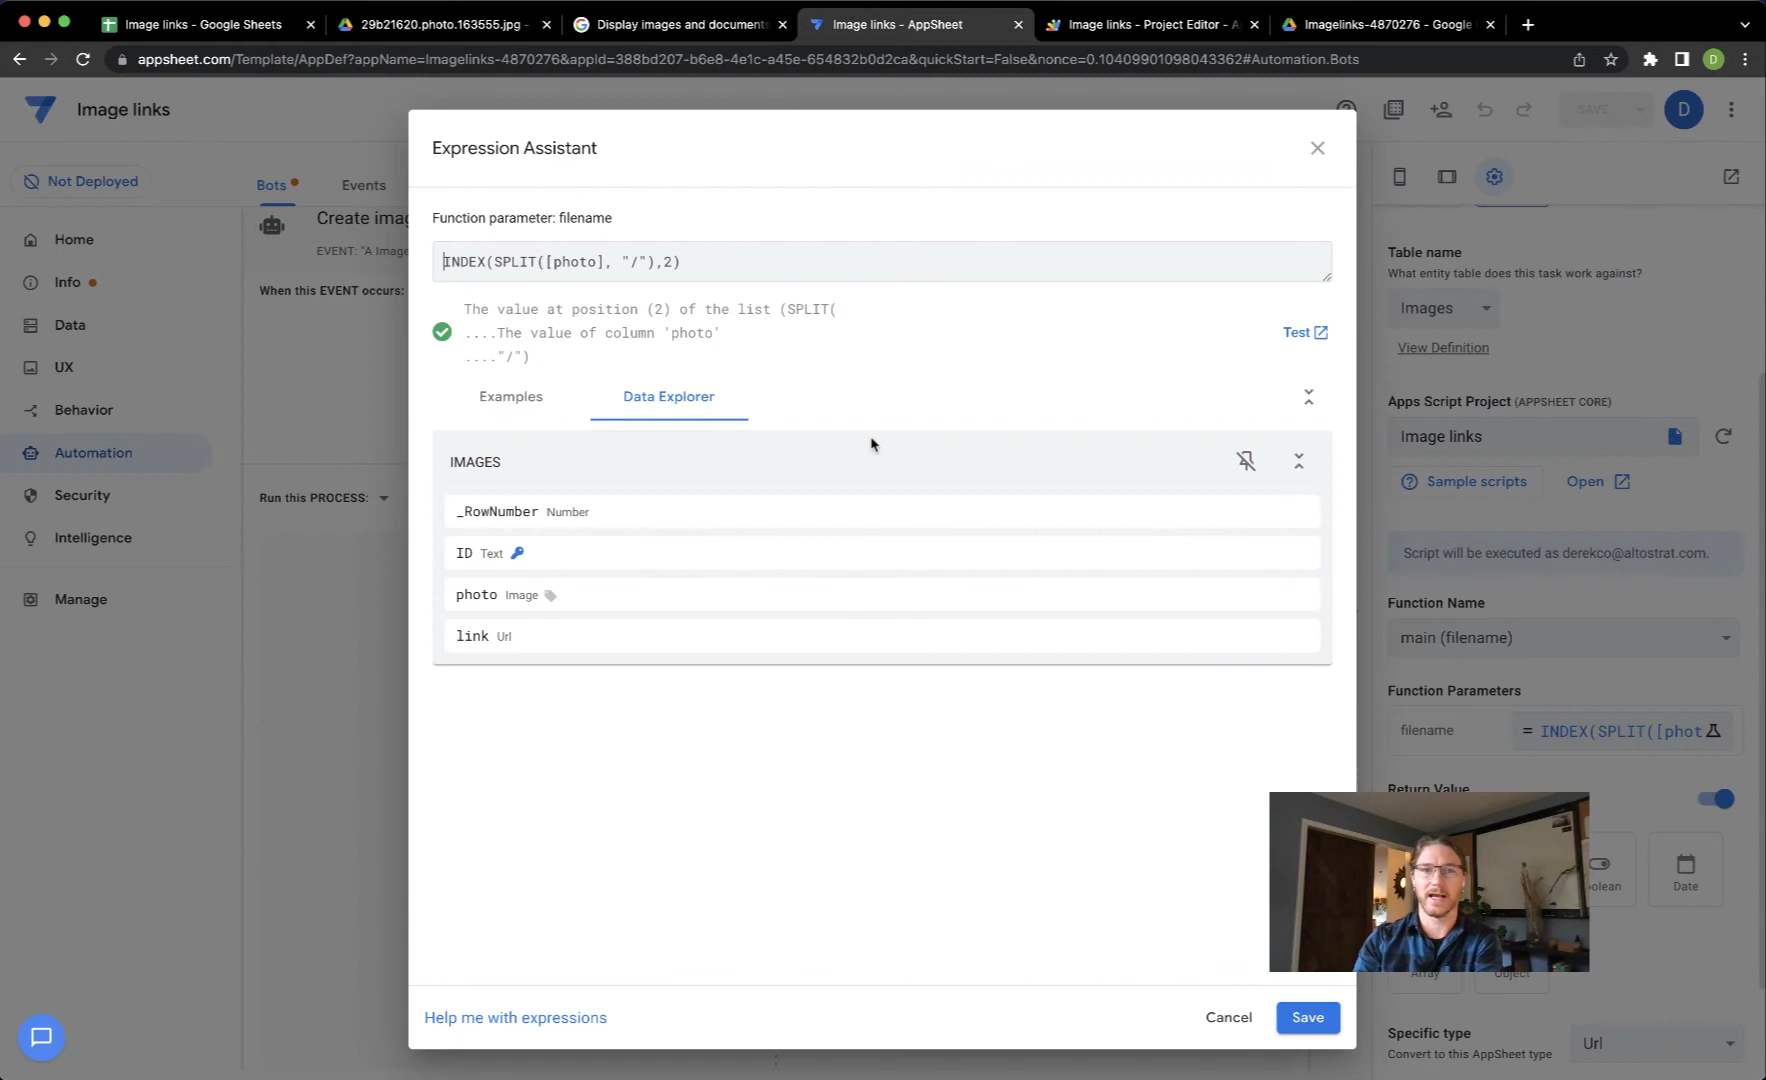 Image links - Google Sheets
29b21620.photo.163555.jpg -
Display images and document
Image links - AppSheet
Image links - Project Editor - A
Imagelinks-4870276 - Google
appsheet.com/Template/AppDef?appName=Imagelinks-4870276&appId=388bd207-b6e8-4e1c-a45e-654832b0d2ca&quickStart=False&nonce=0.10409901098043362#Automation.Bots
D
Image links
SAVE
D
Not Deployed
Home
Info
Data
UX
Behavior
Automation
Security
Intelligence
Manage
Bots
Events
Create imag
EVENT: "A Image
When this EVENT occurs:
Run this PROCESS:
Expression Assistant
Function parameter: filename
INDEX(SPLIT([photo], "/"),2)
The value at position (2) of the list (SPLIT(
....The value of column 'photo'
...."/")
Test
Examples
Data Explorer
IMAGES
_RowNumber Number
ID Text
photo Image
link Url
Help me with expressions
Cancel
Save
Table name
What entity table does this task work against?
Images
View Definition
Apps Script Project (APPSHEET CORE)
Image links
Sample scripts
Open
Script will be executed as derekco@altostrat.com.
Function Name
main (filename)
Function Parameters
filename
= INDEX(SPLIT([phot
Return Value
olean
Date
Array
Object
Specific type
Convert to this AppSheet type
Url